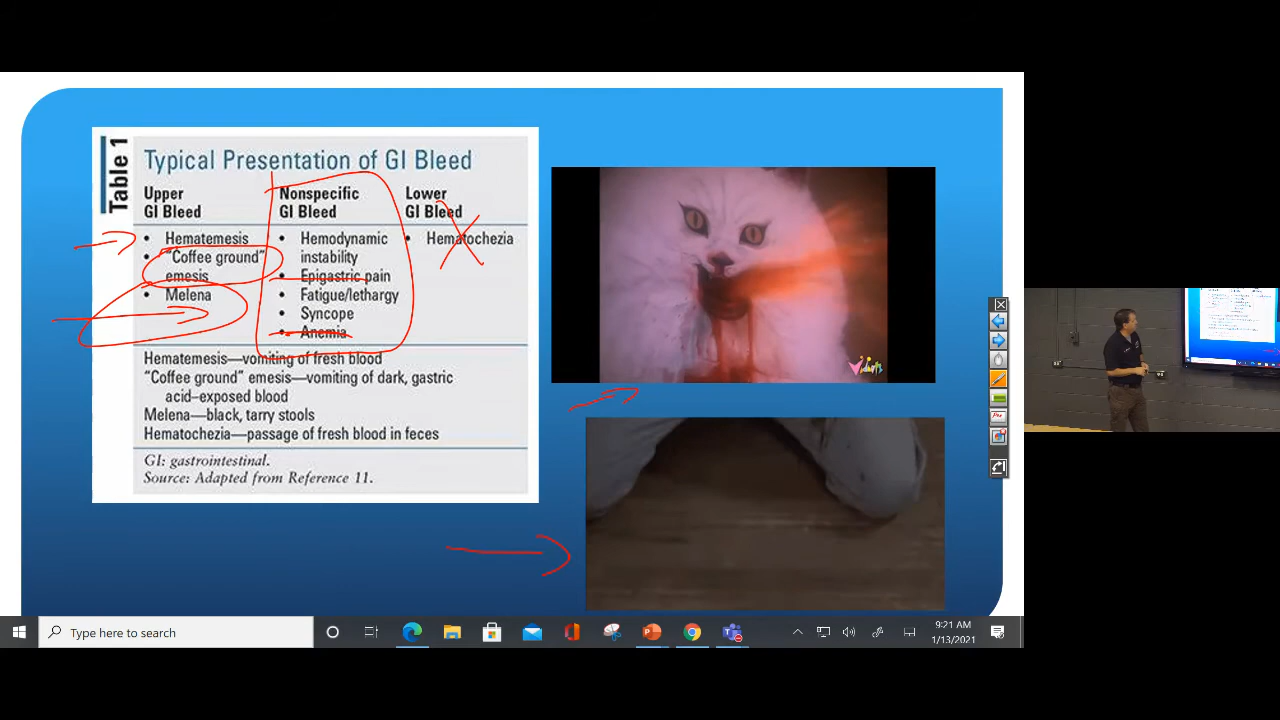 Table 1
Typical Presentation of GI Bleed
Upper
GI Bleed
Nonspecific
GI Bleed
Lower
GI Bleed
• Hematemesis
• "Coffee ground"
emesis
• Melena
• Hemodynamic
instability
• Epigastric pain
• Fatigue/lethargy
• Syncope
• Anemia
• Hematochezia
Hematemesis—vomiting of fresh blood
"Coffee ground" emesis—vomiting of dark, gastric
acid–exposed blood
Melena—black, tarry stools
Hematochezia—passage of fresh blood in feces
GI: gastrointestinal.
Source: Adapted from Reference 11.
Type here to search
9:21 AM
1/13/2021